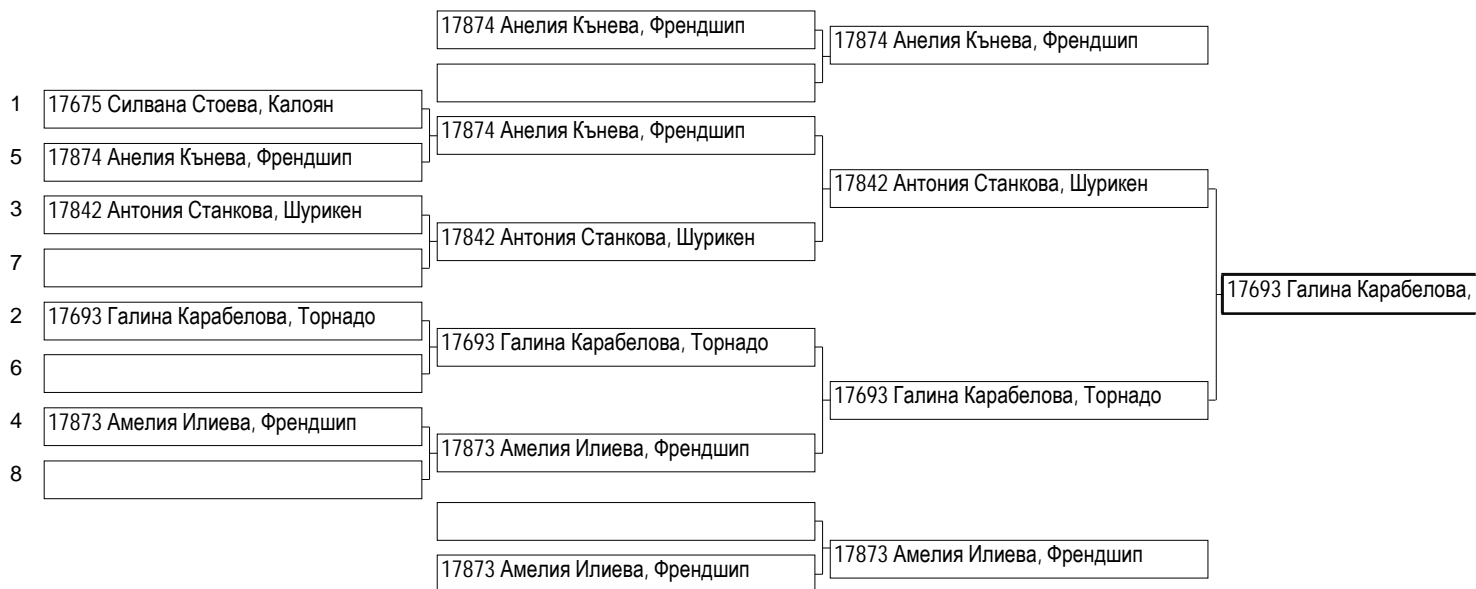 17874 Анелия Кънева, Френдшип
17874 Анелия Кънева, Френдшип
1 17675 Силвана Стоева, Калоян
17874 Анелия Кънева, Френдшип
5 17874 Анелия Кънева, Френдшип
17842 Антония Станкова, Шурикен
3 17842 Антония Станкова, Шурикен
17842 Антония Станкова, Шурикен
7
17693 Галина Карабелова,
2 17693 Галина Карабелова, Торнадо
17693 Галина Карабелова, Торнадо
6
17693 Галина Карабелова, Торнадо
4 17873 Амелия Илиева, Френдшип
17873 Амелия Илиева, Френдшип
8
17873 Амелия Илиева, Френдшип
17873 Амелия Илиева, Френдшип